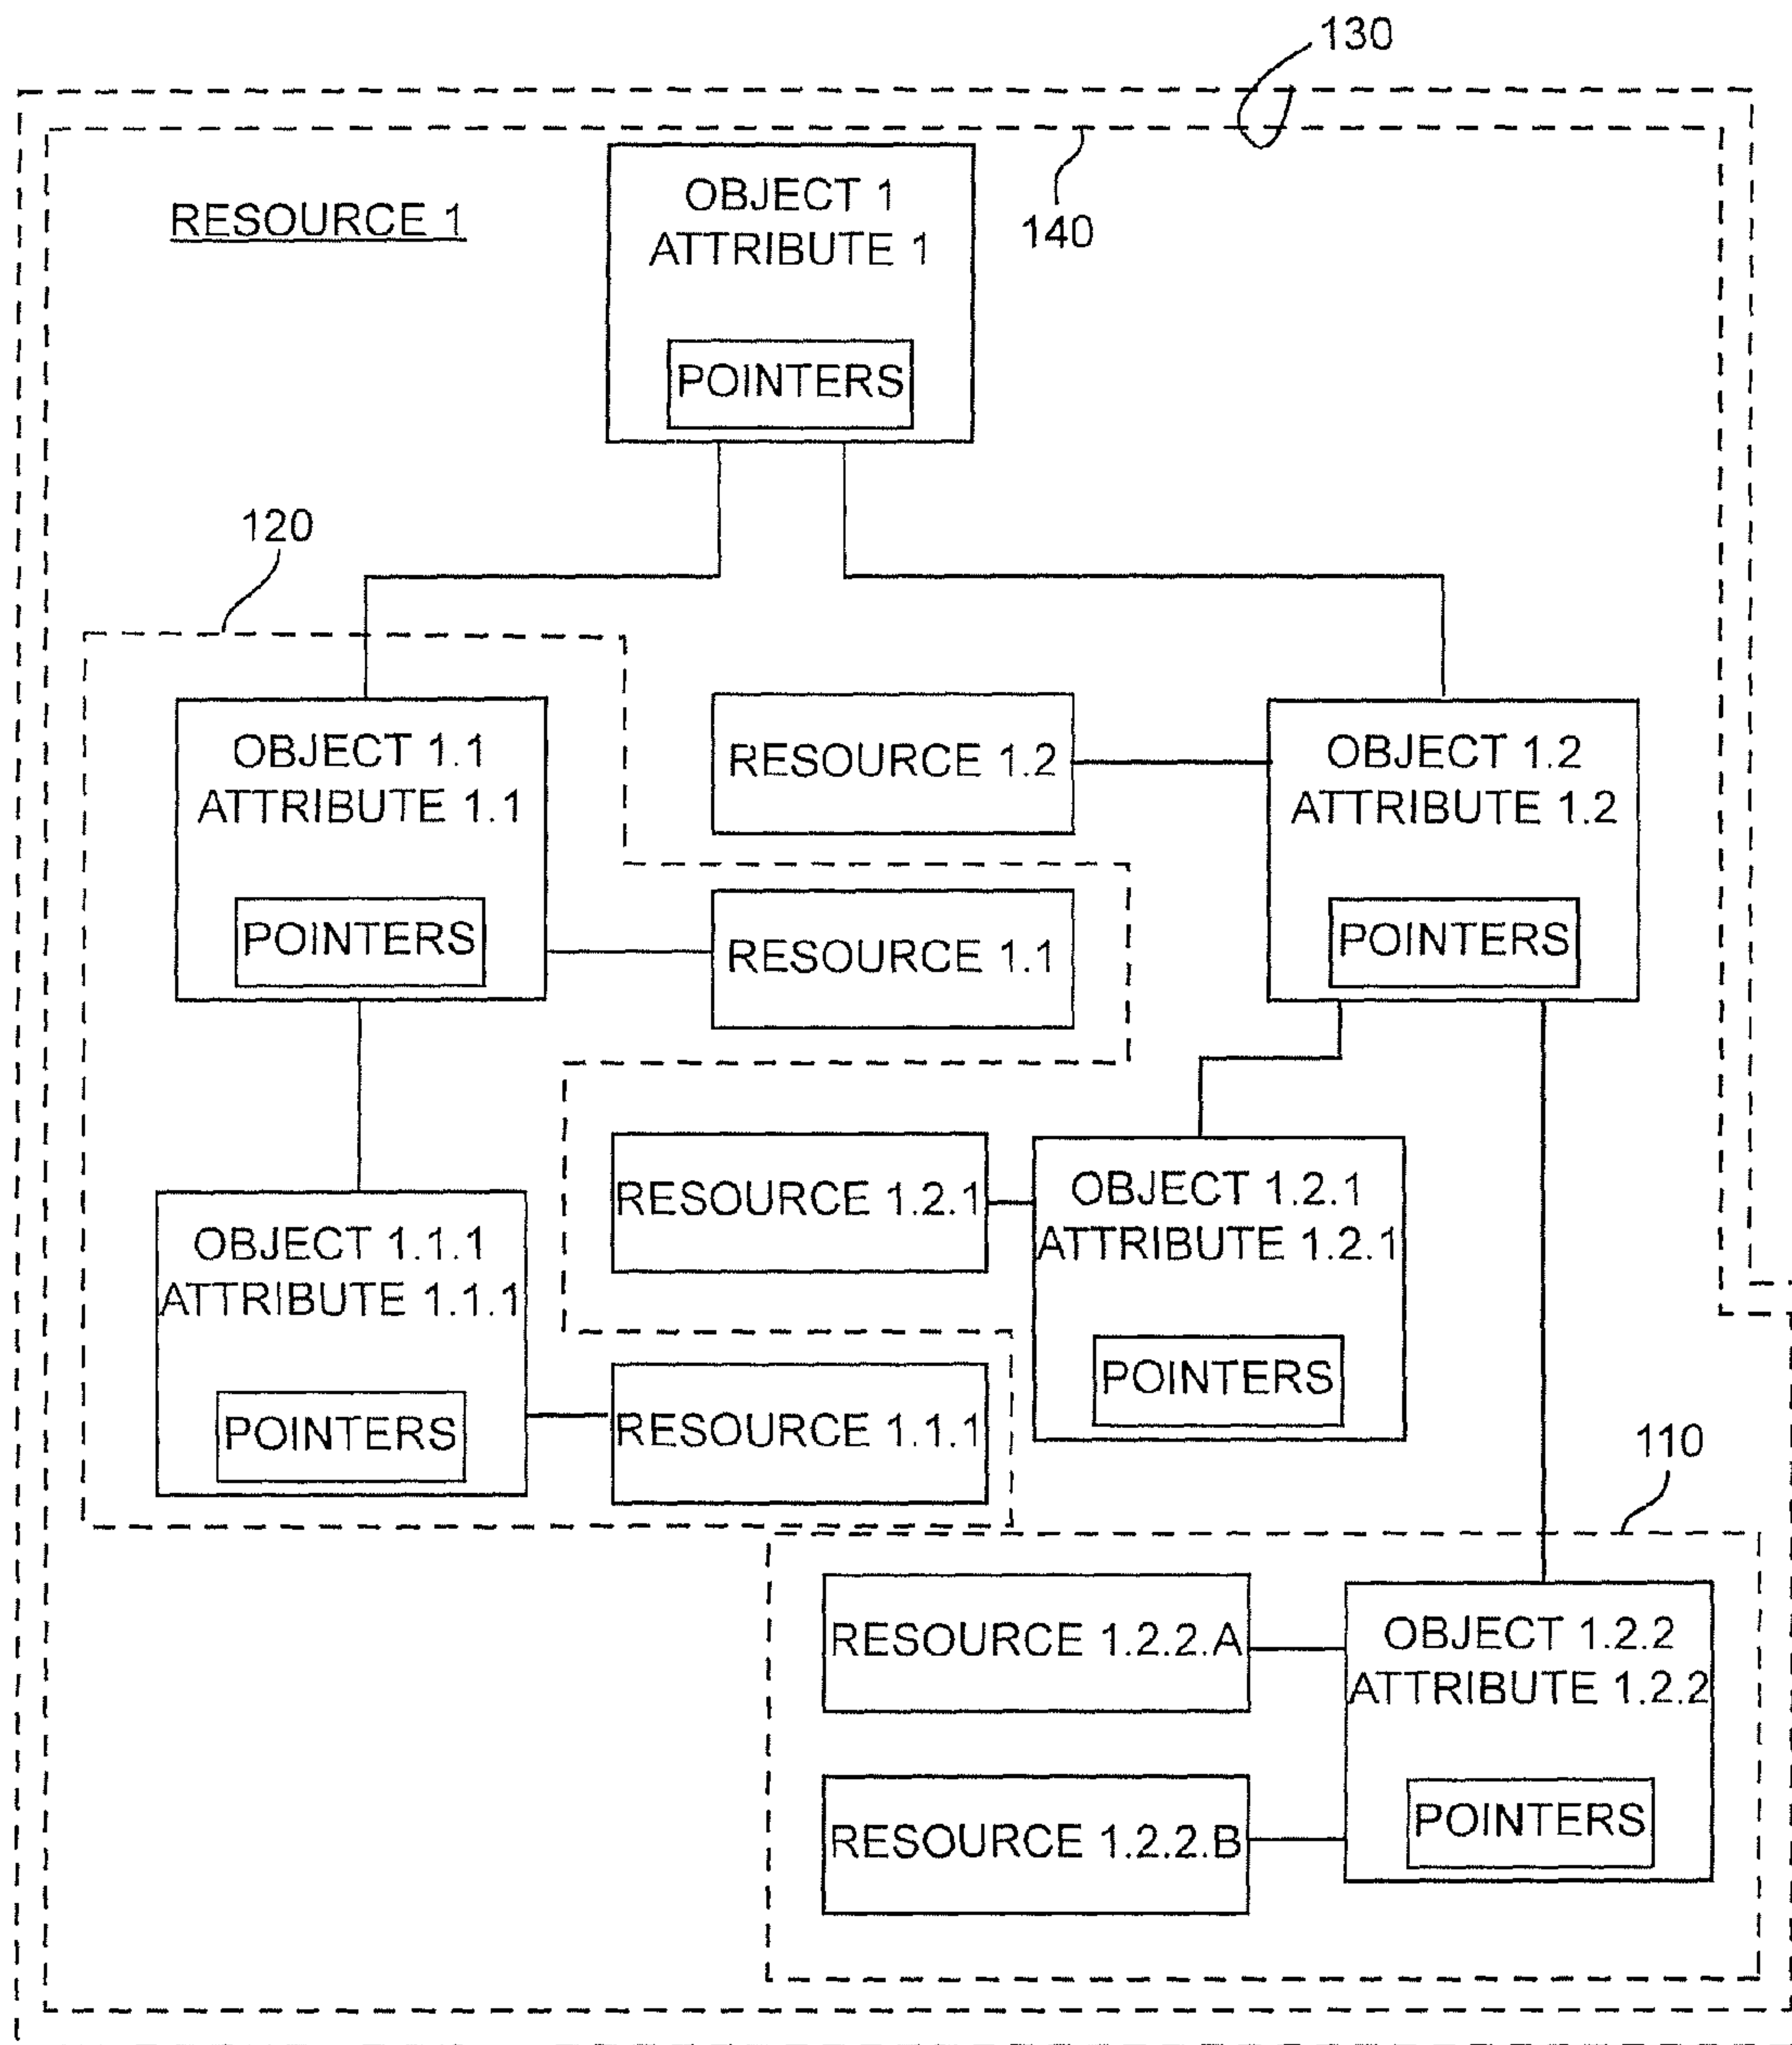 130
140
RESOURCE 1
OBJECT 1
ATTRIBUTE 1
POINTERS
120
OBJECT 1.1
ATTRIBUTE 1.1
POINTERS
RESOURCE 1.2
OBJECT 1.2
ATTRIBUTE 1.2
POINTERS
RESOURCE 1.1
RESOURCE 1.2.1
OBJECT 1.2.1
ATTRIBUTE 1.2.1
POINTERS
OBJECT 1.1.1
ATTRIBUTE 1.1.1
POINTERS
RESOURCE 1.1.1
110
RESOURCE 1.2.2.A
OBJECT 1.2.2
ATTRIBUTE 1.2.2
POINTERS
RESOURCE 1.2.2.B